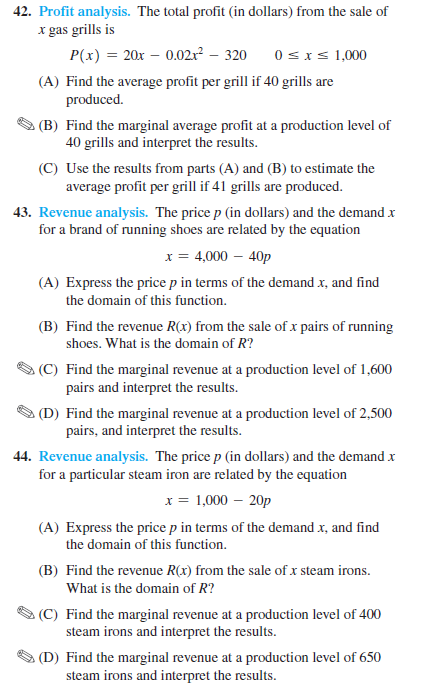 42. Profit analysis. The total profit (in dollars) from the sale of
x gas grills is
P(x) = 20x − 0.02x² − 320 0 ≤ x ≤ 1,000
(A) Find the average profit per grill if 40 grills are
produced.
(B) Find the marginal average profit at a production level of
40 grills and interpret the results.
(C) Use the results from parts (A) and (B) to estimate the
average profit per grill if 41 grills are produced.
43. Revenue analysis. The price p (in dollars) and the demand x
for a brand of running shoes are related by the equation
x = 4,000 − 40p
(A) Express the price p in terms of the demand x, and find
the domain of this function.
(B) Find the revenue R(x) from the sale of x pairs of running
shoes. What is the domain of R?
(C) Find the marginal revenue at a production level of 1,600
pairs and interpret the results.
(D) Find the marginal revenue at a production level of 2,500
pairs, and interpret the results.
44. Revenue analysis. The price p (in dollars) and the demand x
for a particular steam iron are related by the equation
x = 1,000 − 20p
(A) Express the price p in terms of the demand x, and find
the domain of this function.
(B) Find the revenue R(x) from the sale of x steam irons.
What is the domain of R?
(C) Find the marginal revenue at a production level of 400
steam irons and interpret the results.
(D) Find the marginal revenue at a production level of 650
steam irons and interpret the results.